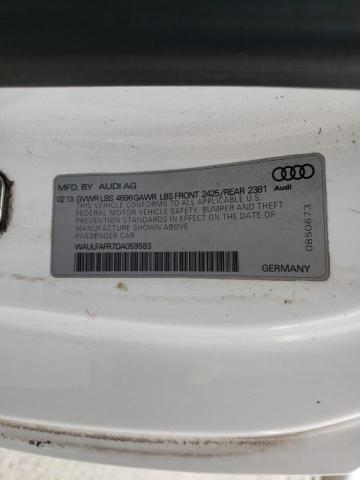 MFD. BY AUDI AG
02 13 GVWR LBS 4696 GAWR LBS FRONT 2425/REAR 2381
THIS VEHICLE CONFORMS TO ALL APPLICABLE U.S.
FEDERAL MOTOR VEHICLE SAFETY, BUMPER AND THEFT
PREVENTION STANDARDS IN EFFECT ON THE DATE
OF MANUFACTURE SHOWN ABOVE
PASSENGER CAR
WAULFAFR7DA059583
Audi
0850673
GERMANY